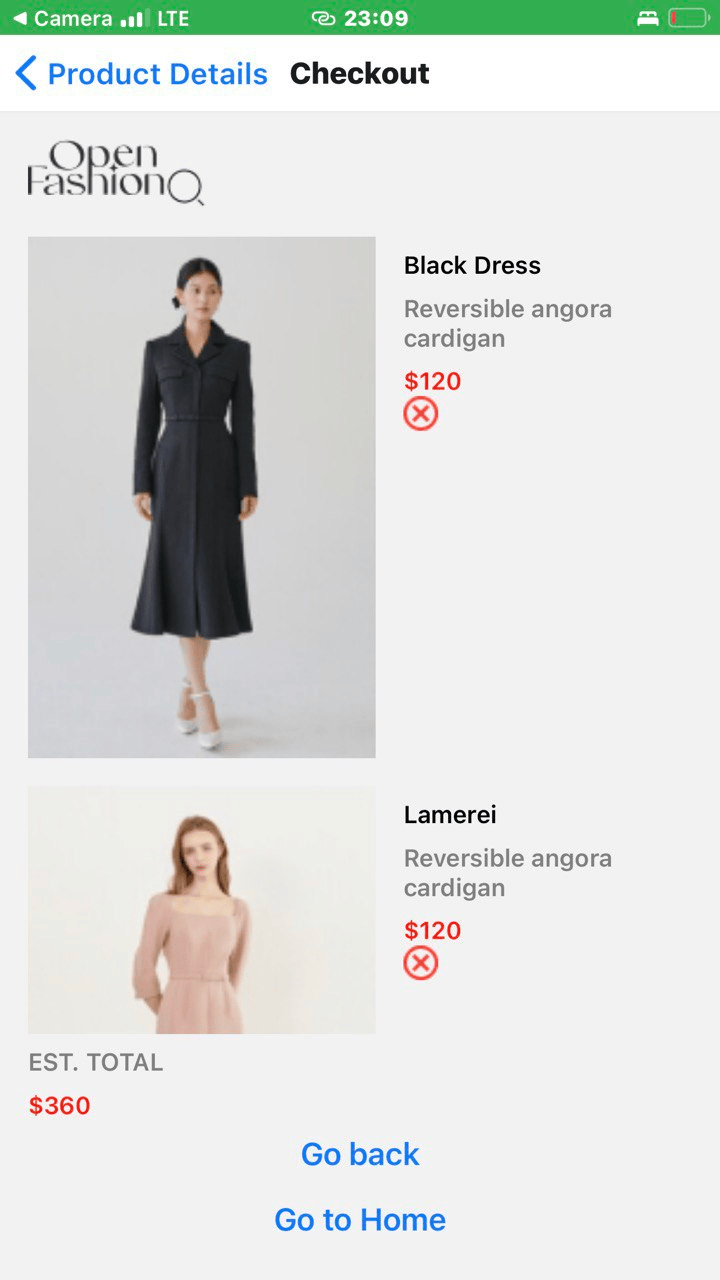 Camera LTE 23:09
Product Details Checkout
Open
Fashion
Black Dress
Reversible angora
cardigan
$120
Lamerei
Reversible angora
cardigan
$120
EST. TOTAL
$360
Go back
Go to Home